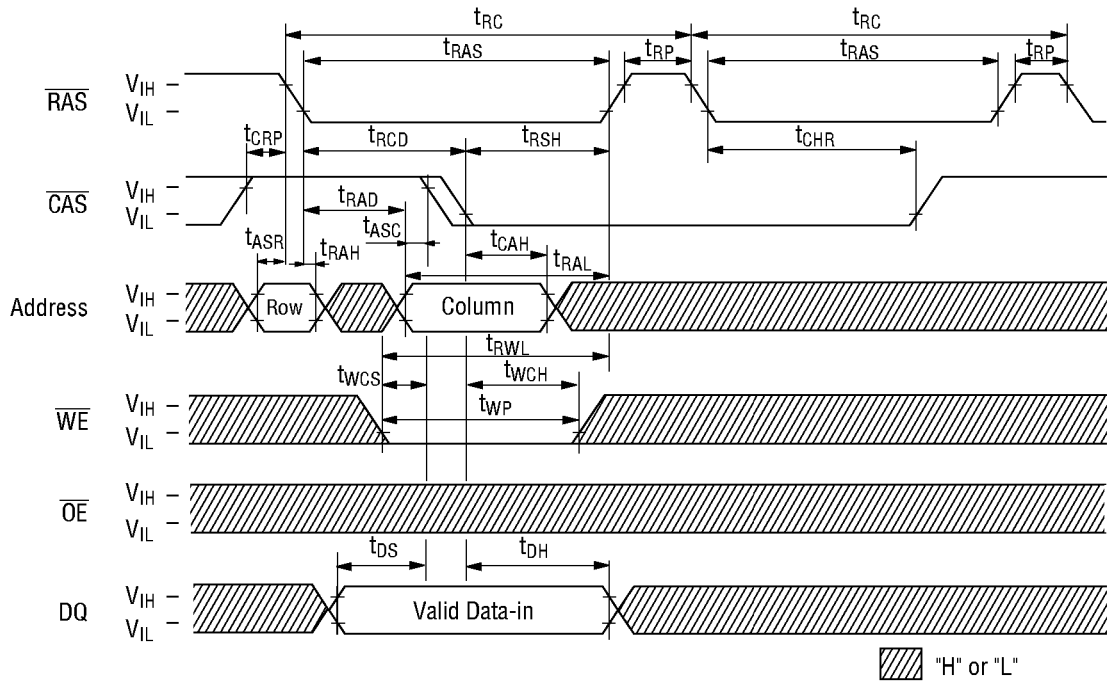 tRC tRC
tRAS tRP tRAS tRP
RAS VIH
VIL
tCRP tRCD tRSH tCHR
CAS VIH
VIL
tRAD
tASR tRAH tASC tCAH
tRAL
Address VIH
VIL
Row Column
tRWL
tWCS tWCH
tWP
WE VIH
VIL
OE VIH
VIL
tDS tDH
DQ VIH
VIL
Valid Data-in
"H" or "L"